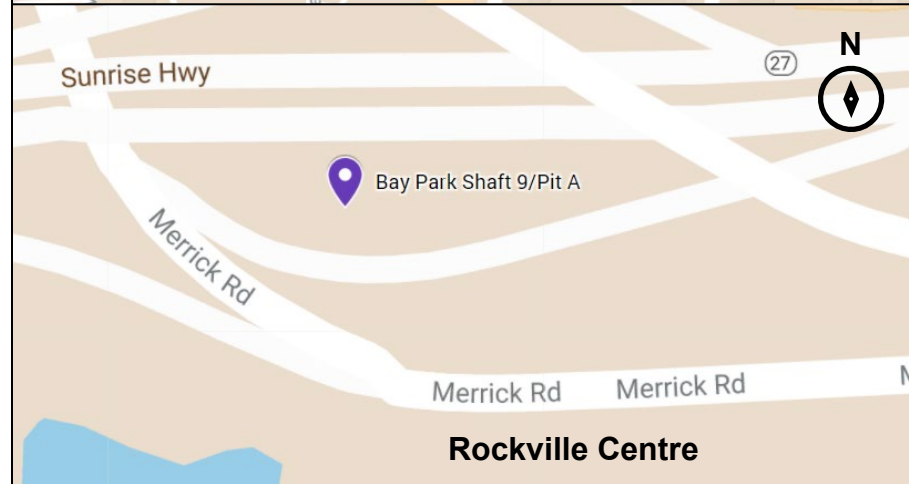 N
27
Sunrise Hwy
Bay Park Shaft 9/Pit A
Merrick Rd
Merrick Rd
Merrick Rd
Rockville Centre